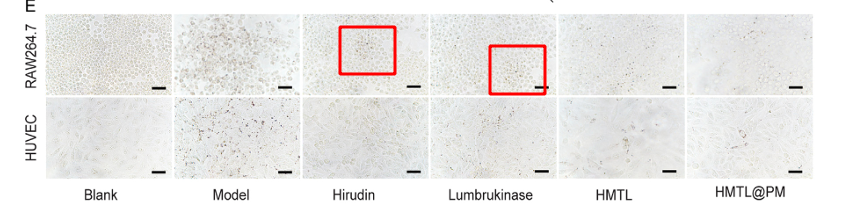 E
RAW264.7
HUVEC
Blank Model Hirudin Lumbrukinase HMTL HMTL@PM